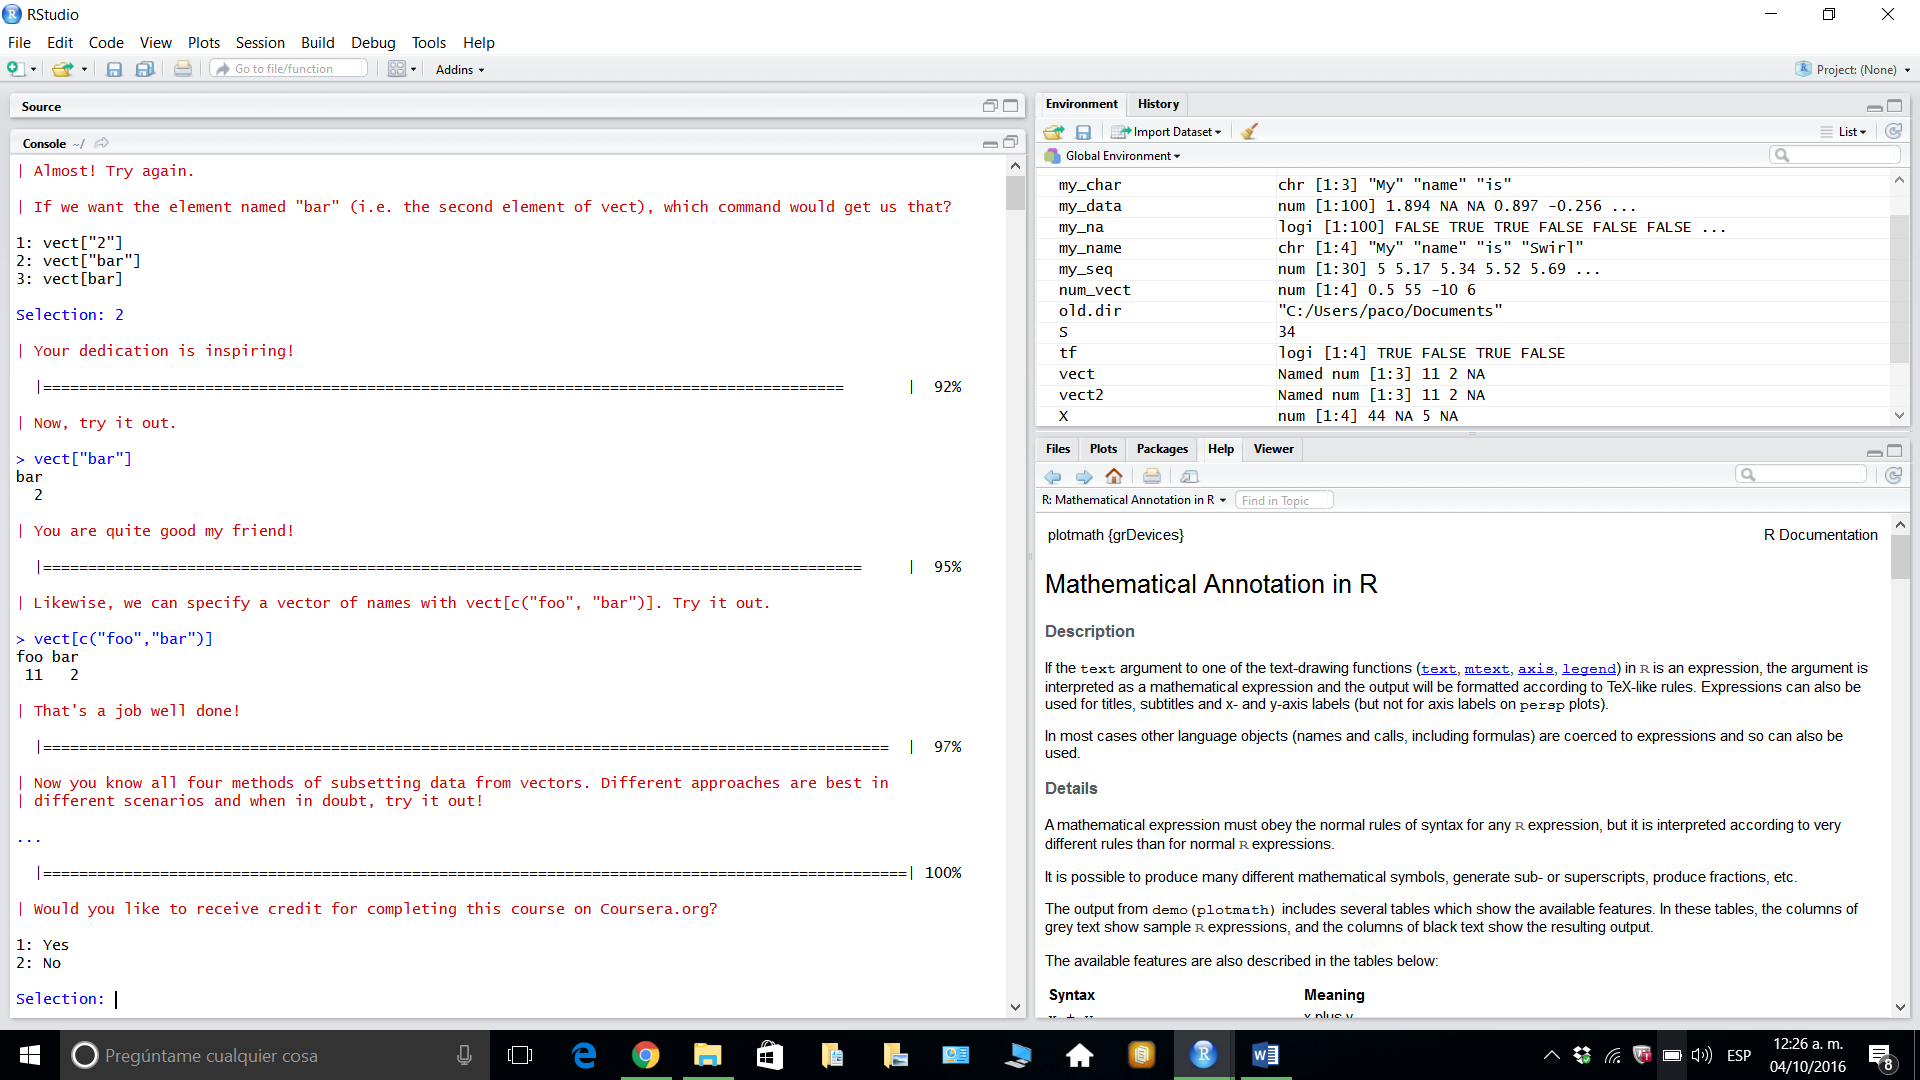 RStudio
File Edit Code View Plots Session Build Debug Tools Help
Go to file/function Addins Project: (None)
Source
Console ~/
| Almost! Try again.
| If we want the element named "bar" (i.e. the second element of vect), which command would get us that?
1: vect["2"]
2: vect["bar"]
3: vect[bar]
Selection: 2
| Your dedication is inspiring!
|========================================================================================= | 92%
| Now, try it out.
> vect["bar"]
bar
2
| You are quite good my friend!
|=========================================================================================== | 95%
| Likewise, we can specify a vector of names with vect[c("foo", "bar")]. Try it out.
> vect[c("foo","bar")]
foo bar
11 2
| That's a job well done!
|============================================================================================== | 97%
| Now you know all four methods of subsetting data from vectors. Different approaches are best in
| different scenarios and when in doubt, try it out!
...
|================================================================================================| 100%
| Would you like to receive credit for completing this course on Coursera.org?
1: Yes
2: No
Selection:
Environment History
Import Dataset List
Global Environment
my_char chr [1:3] "My" "name" "is"
my_data num [1:100] 1.894 NA NA 0.897 -0.256 ...
my_na logi [1:100] FALSE TRUE TRUE FALSE FALSE FALSE ...
my_name chr [1:4] "My" "name" "is" "Swirl"
my_seq num [1:30] 5 5.17 5.34 5.52 5.69 ...
num_vect num [1:4] 0.5 55 -10 6
old.dir "C:/Users/paco/Documents"
S 34
tf logi [1:4] TRUE FALSE TRUE FALSE
vect Named num [1:3] 11 2 NA
vect2 Named num [1:3] 11 2 NA
X num [1:4] 44 NA 5 NA
Files Plots Packages Help Viewer
R: Mathematical Annotation in R Find in Topic
plotmath {grDevices} R Documentation
Mathematical Annotation in R
Description
If the text argument to one of the text-drawing functions (text, mtext, axis, legend) in R is an expression, the argument is
interpreted as a mathematical expression and the output will be formatted according to TeX-like rules. Expressions can also be
used for titles, subtitles and x- and y-axis labels (but not for axis labels on persp plots).
In most cases other language objects (names and calls, including formulas) are coerced to expressions and so can also be
used.
Details
A mathematical expression must obey the normal rules of syntax for any R expression, but it is interpreted according to very
different rules than for normal R expressions.
It is possible to produce many different mathematical symbols, generate sub- or superscripts, produce fractions, etc.
The output from demo(plotmath) includes several tables which show the available features. In these tables, the columns of
grey text show sample R expressions, and the columns of black text show the resulting output.
The available features are also described in the tables below:
Syntax Meaning
x + y x plus y
Pregúntame cualquier cosa
ESP
12:26 a. m.
04/10/2016
8